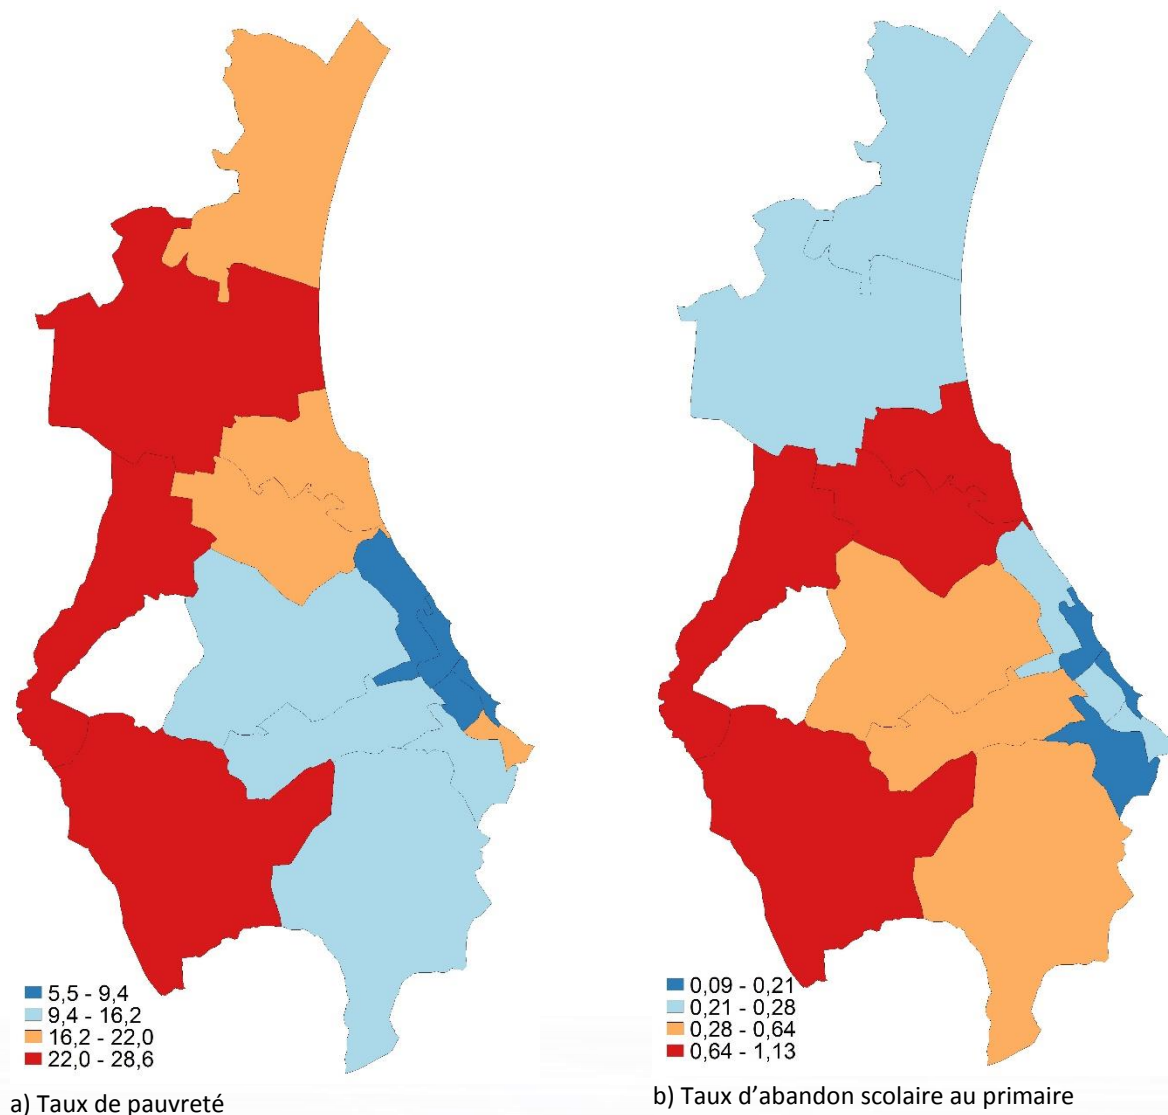 5,5 - 9,4
9,4 - 16,2
16,2 - 22,0
22,0 - 28,6
a) Taux de pauvreté
0,09 - 0,21
0,21 - 0,28
0,28 - 0,64
0,64 - 1,13
b) Taux d’abandon scolaire au primaire